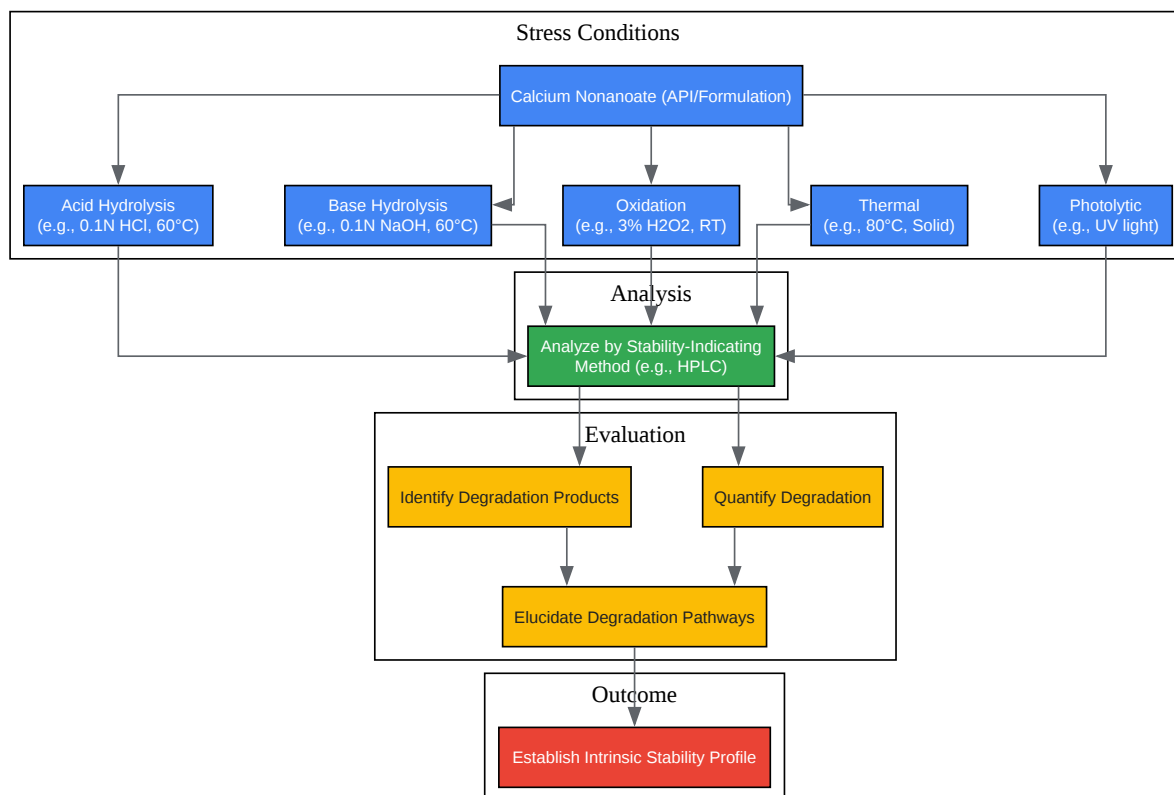 Stress Conditions
Calcium Nonanoate (API/Formulation)
Acid Hydrolysis
(e.g., 0.1N HCl, 60°C)
Base Hydrolysis
(e.g., 0.1N NaOH, 60°C)
Oxidation
(e.g., 3% H2O2, RT)
Thermal
(e.g., 80°C, Solid)
Photolytic
(e.g., UV light)
Analysis
Analyze by Stability-Indicating
Method (e.g., HPLC)
Evaluation
Identify Degradation Products
Quantify Degradation
Elucidate Degradation Pathways
Outcome
Establish Intrinsic Stability Profile